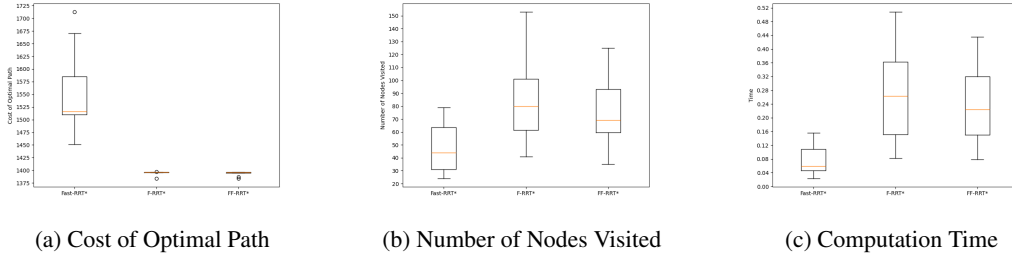 1725
1700
1675
1650
1625
1600
1575
1550
1525
1500
1475
1450
1425
1400
1375
Cost of Optimal Path
Fast-RRT*
F-RRT*
FF-RRT*
150
140
130
120
110
100
90
80
70
60
50
40
30
20
Number of Nodes Visited
Fast-RRT*
F-RRT*
FF-RRT*
0.52
0.48
0.44
0.40
0.36
0.32
0.28
0.24
0.20
0.16
0.12
0.08
0.04
0.00
Time
Fast-RRT*
F-RRT*
FF-RRT*
(a) Cost of Optimal Path
(b) Number of Nodes Visited
(c) Computation Time